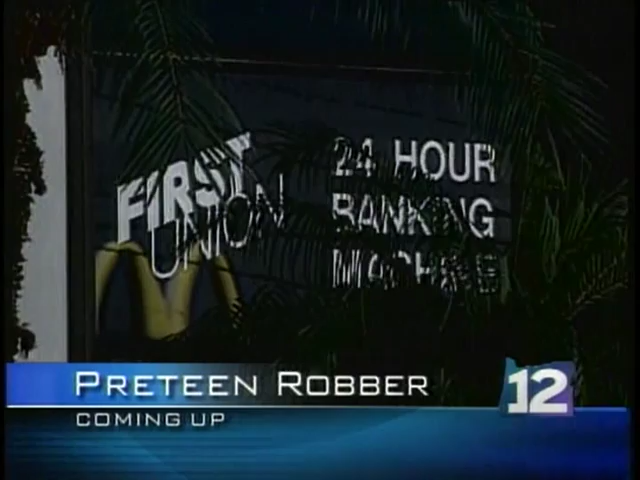 FIRST
UNION
24 HOUR
BANKING
MACHINE
PRETEEN ROBBER
COMING UP
12